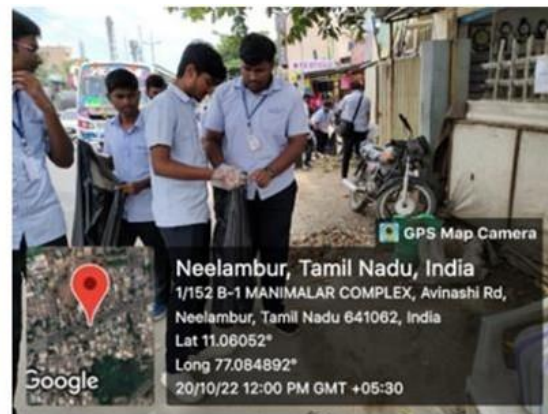 GPS Map Camera
Neelambur, Tamil Nadu, India
1/152 B-1 MANIMALAR COMPLEX, Avinashi Rd,
Neelambur, Tamil Nadu 641062, India
Lat 11.06052°
Long 77.084892°
20/10/22 12:00 PM GMT +05:30
Google